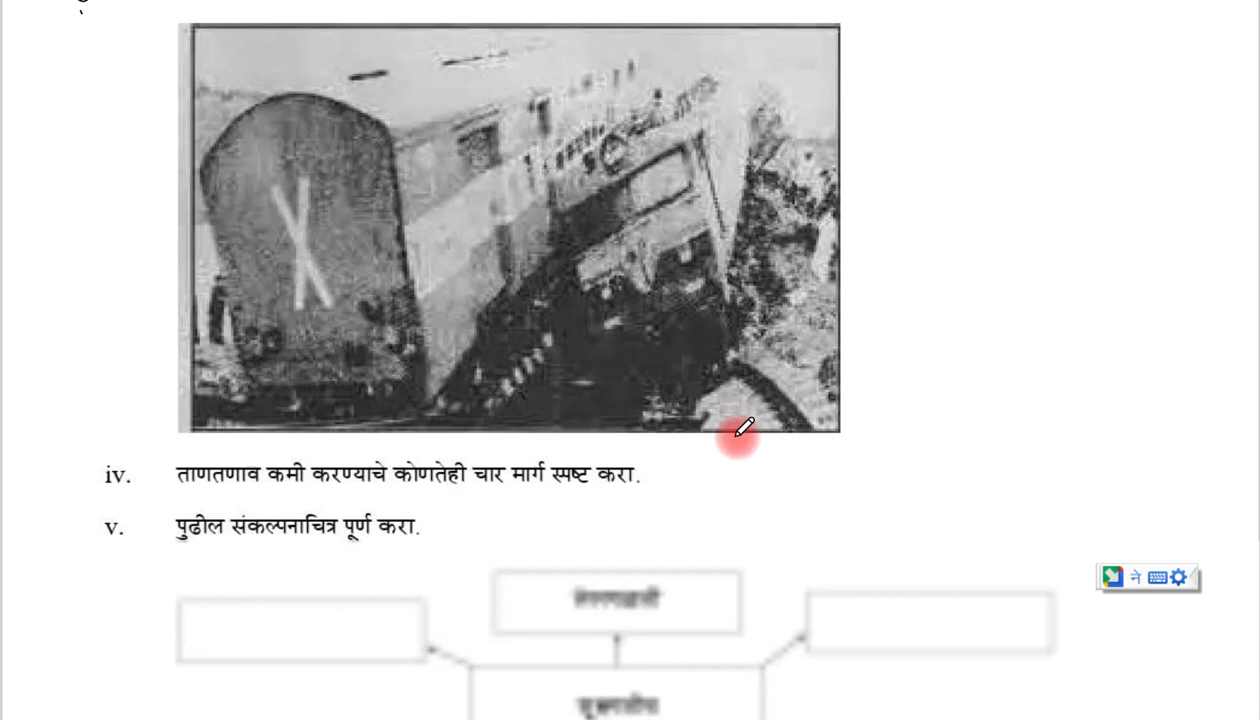 iv. ताणतणाव कमी करण्याचे कोणतेही चार मार्ग स्पष्ट करा.
v. पुढील संकल्पनाचित्र पूर्ण करा.
ने